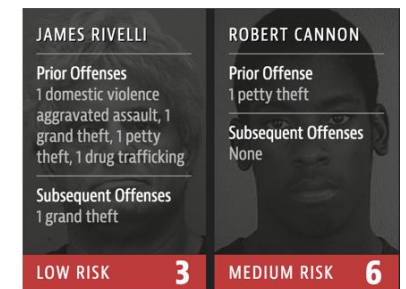 JAMES RIVELLI
Prior Offenses
1 domestic violence
aggravated assault, 1
grand theft, 1 petty
theft, 1 drug trafficking
Subsequent Offenses
1 grand theft
LOW RISK 3
ROBERT CANNON
Prior Offense
1 petty theft
Subsequent Offenses
None
MEDIUM RISK 6